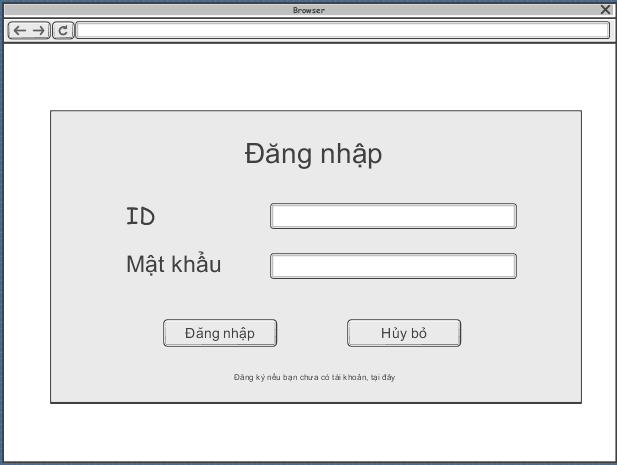 Browser
Đăng nhập
ID
Mật khẩu
Đăng nhập
Hủy bỏ
Đăng ký nếu bạn chưa có tài khoản, tại đây